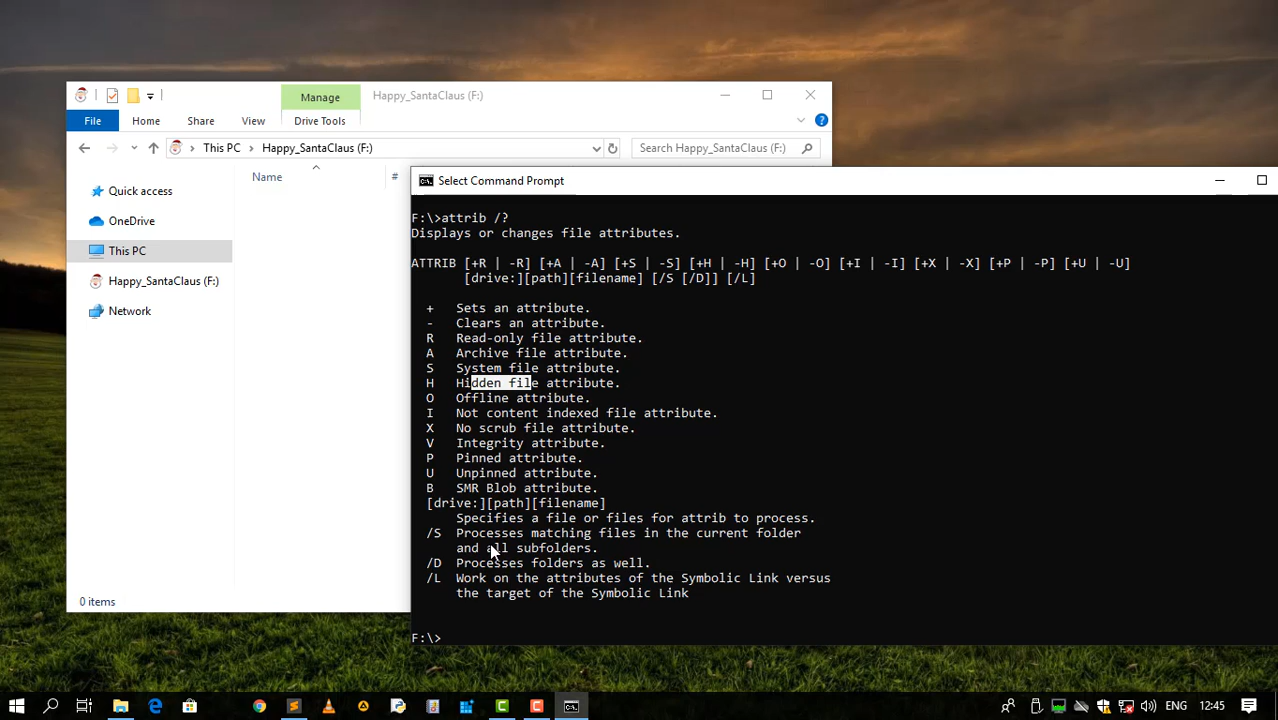 Manage
Happy_SantaClaus (F:)
File
Home
Share
View
Drive Tools
This PC
Happy_SantaClaus (F:)
Search Happy_SantaClaus (F:)
Quick access
OneDrive
This PC
Happy_SantaClaus (F:)
Network
Name
#
0 items
Select Command Prompt
F:\>attrib /?
Displays or changes file attributes.
ATTRIB [+R | -R] [+A | -A] [+S | -S] [+H | -H] [+O | -O] [+I | -I] [+X | -X] [+P | -P] [+U | -U]
[drive:][path][filename] [/S [/D]] [/L]
+ Sets an attribute.
- Clears an attribute.
R Read-only file attribute.
A Archive file attribute.
S System file attribute.
H Hidden file attribute.
O Offline attribute.
I Not content indexed file attribute.
X No scrub file attribute.
V Integrity attribute.
P Pinned attribute.
U Unpinned attribute.
B SMR Blob attribute.
[drive:][path][filename]
Specifies a file or files for attrib to process.
/S Processes matching files in the current folder
and all subfolders.
/D Processes folders as well.
/L Work on the attributes of the Symbolic Link versus
the target of the Symbolic Link
F:\>
ENG
12:45